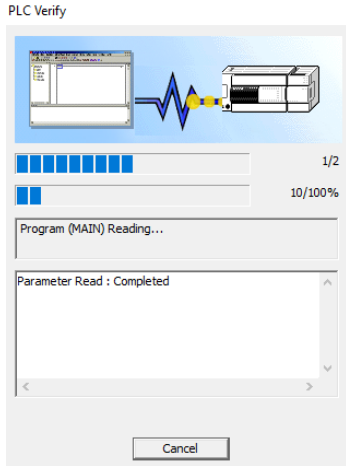 PLC Verify
1/2
10/100%
Program (MAIN) Reading...
Parameter Read : Completed
Cancel